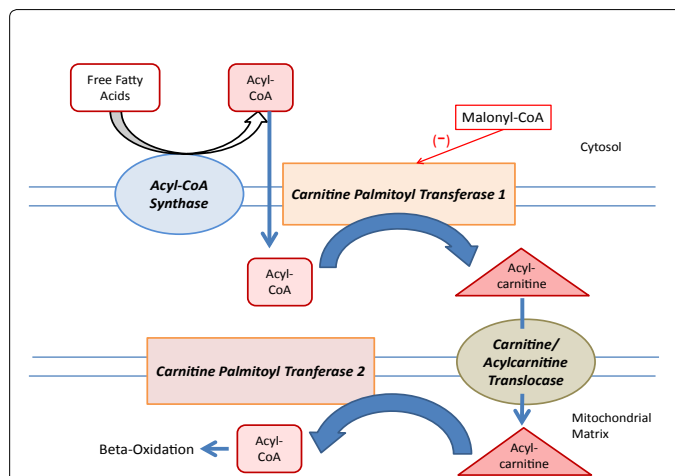 Free Fatty
Acids
Acyl-
CoA
Malonyl-CoA
(−)
Cytosol
Acyl-CoA
Synthase
Carnitine Palmitoyl Transferase 1
Acyl-
CoA
Acyl-
carnitine
Carnitine Palmitoyl Tranferase 2
Carnitine/
Acylcarnitine
Translocase
Mitochondrial
Matrix
Beta-Oxidation
Acyl-
CoA
Acyl-
carnitine